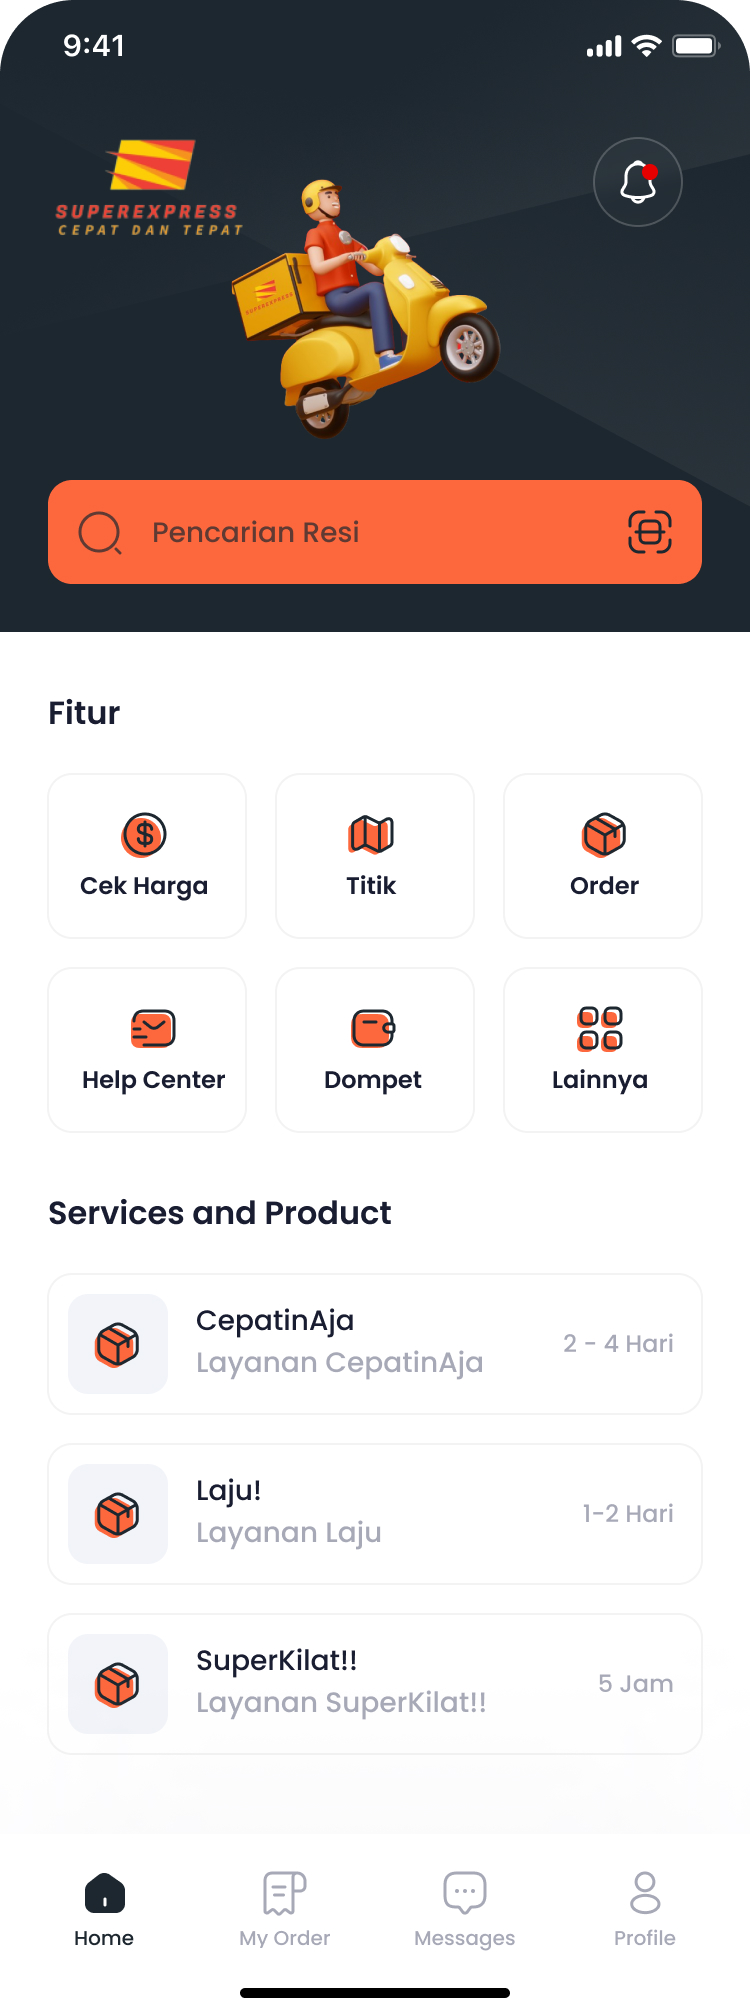 9:41
SUPEREXPRESS
CEPAT DAN TEPAT
SUPEREXPRESS
Pencarian Resi
Fitur
Cek Harga
Titik
Order
Help Center
Dompet
Lainnya
Services and Product
CepatinAja
Layanan CepatinAja
2 - 4 Hari
Laju!
Layanan Laju
1-2 Hari
SuperKilat!!
Layanan SuperKilat!!
5 Jam
Home
My Order
Messages
Profile